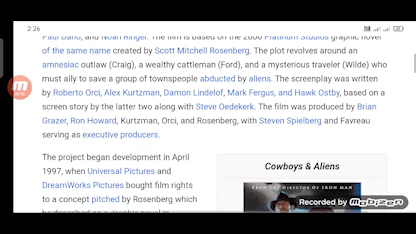 2:26
Paul Dano, and Noah Ringer. The film is based on the 2006 Platinum Studios graphic novel
of the same name created by Scott Mitchell Rosenberg. The plot revolves around an
amnesiac outlaw (Craig), a wealthy cattleman (Ford), and a mysterious traveler (Wilde) who
must ally to save a group of townspeople abducted by aliens. The screenplay was written
by Roberto Orci, Alex Kurtzman, Damon Lindelof, Mark Fergus, and Hawk Ostby, based on a
screen story by the latter two along with Steve Oedekerk. The film was produced by Brian
Grazer, Ron Howard, Kurtzman, Orci, and Rosenberg, with Steven Spielberg and Favreau
serving as executive producers.
The project began development in April
1997, when Universal Pictures and
DreamWorks Pictures bought film rights
to a concept pitched by Rosenberg which
he described as a graphic novel in
Cowboys & Aliens
FROM THE DIRECTOR OF IRON MAN
Recorded by Mobizen